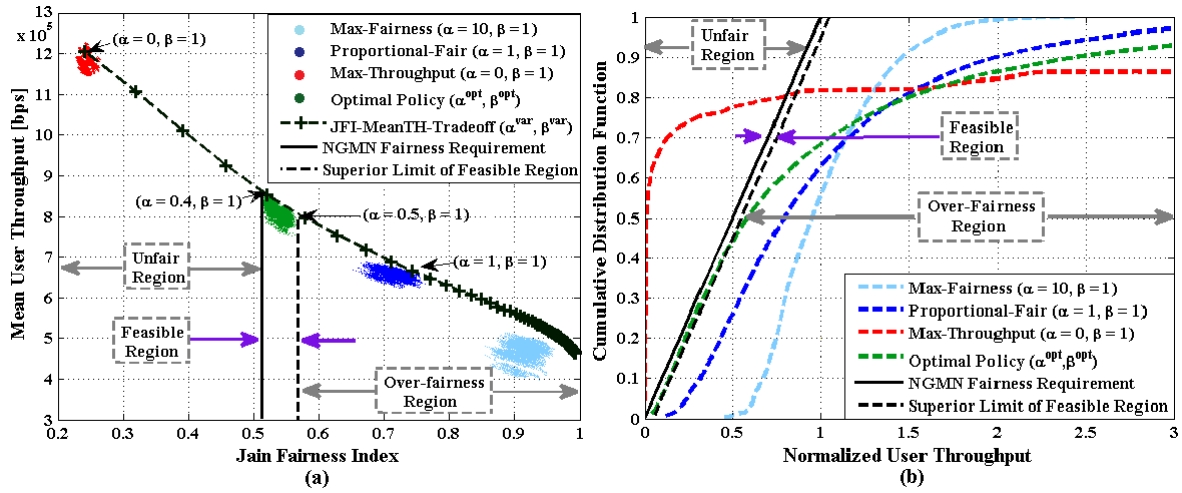 x 10⁵
13
12
11
10
9
8
7
6
5
4
3
Mean User Throughput [bps]
(α = 0, β = 1)
Max-Fairness (α = 10, β = 1)
Proportional-Fair (α = 1, β = 1)
Max-Throughput (α = 0, β = 1)
Optimal Policy (α^opt, β^opt)
JFI-MeanTH-Tradeoff (α^var, β^var)
NGMN Fairness Requirement
Superior Limit of Feasible Region
(α = 0.4, β = 1)
(α = 0.5, β = 1)
(α = 1, β = 1)
Unfair
Region
Feasible
Region
Over-fairness
Region
0.2 0.3 0.4 0.5 0.6 0.7 0.8 0.9 1
Jain Fairness Index
(a)
Cumulative Distribution Function
1
0.9
0.8
0.7
0.6
0.5
0.4
0.3
0.2
0.1
0
Unfair
Region
Feasible
Region
Over-Fairness
Region
Max-Fairness (α = 10, β = 1)
Proportional-Fair (α = 1, β = 1)
Max-Throughput (α = 0, β = 1)
Optimal Policy (α^opt,β^opt)
NGMN Fairness Requirement
Superior Limit of Feasible Region
0 0.5 1 1.5 2 2.5 3
Normalized User Throughput
(b)